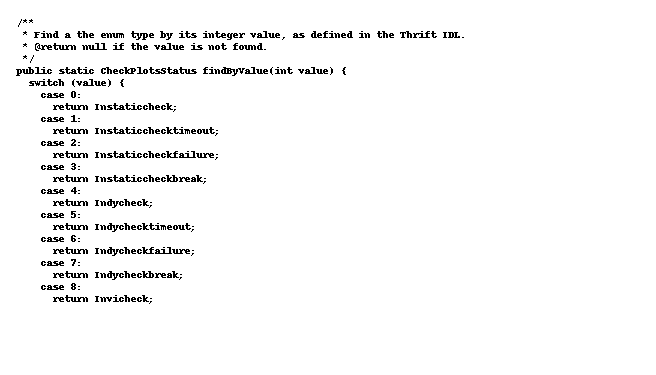 /**
 * Find a the enum type by its integer value, as defined in the Thrift IDL.
 * @return null if the value is not found.
 */
public static CheckPlotsStatus findByValue(int value) {
  switch (value) {
    case 0:
      return Instaticcheck;
    case 1:
      return Instaticchecktimeout;
    case 2:
      return Instaticcheckfailure;
    case 3:
      return Instaticcheckbreak;
    case 4:
      return Indycheck;
    case 5:
      return Indychecktimeout;
    case 6:
      return Indycheckfailure;
    case 7:
      return Indycheckbreak;
    case 8:
      return Invicheck;